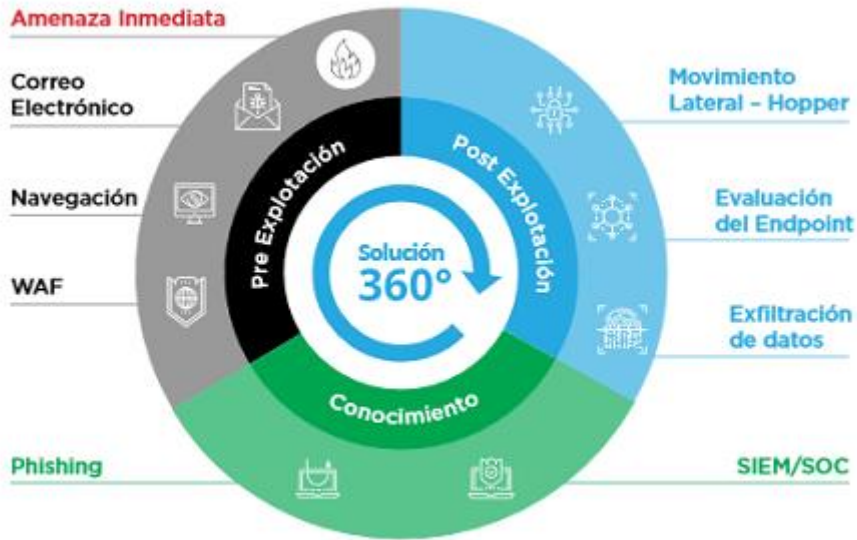 Amenaza Inmediata
Correo
Electrónico
Navegación
WAF
Pre Explotación
Post Explotación
Solución
360°
Conocimiento
Movimiento
Lateral – Hopper
Evaluación
del Endpoint
Exfiltración
de datos
Phishing
SIEM/SOC